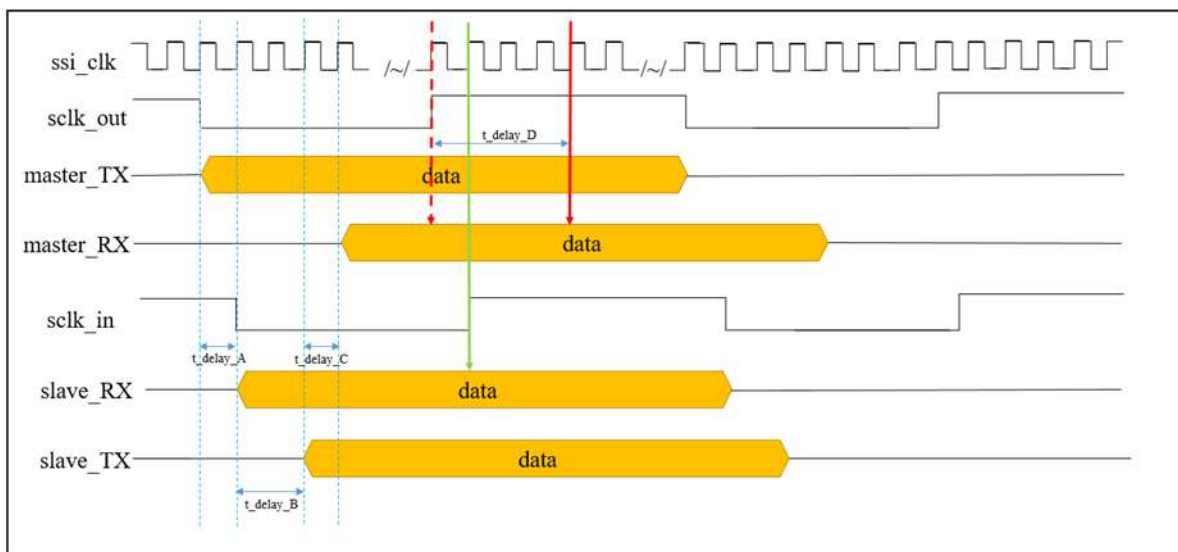 ssi_clk
/~/
/~/
sclk_out
t_delay_D
master_TX
data
master_RX
data
sclk_in
t_delay_A
t_delay_C
slave_RX
data
slave_TX
data
t_delay_B